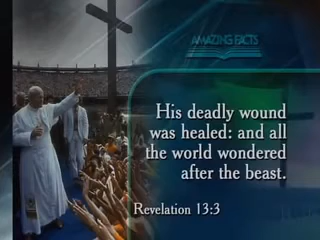 AMAZING FACTS
His deadly wound
was healed: and all
the world wondered
after the beast.
Revelation 13:3